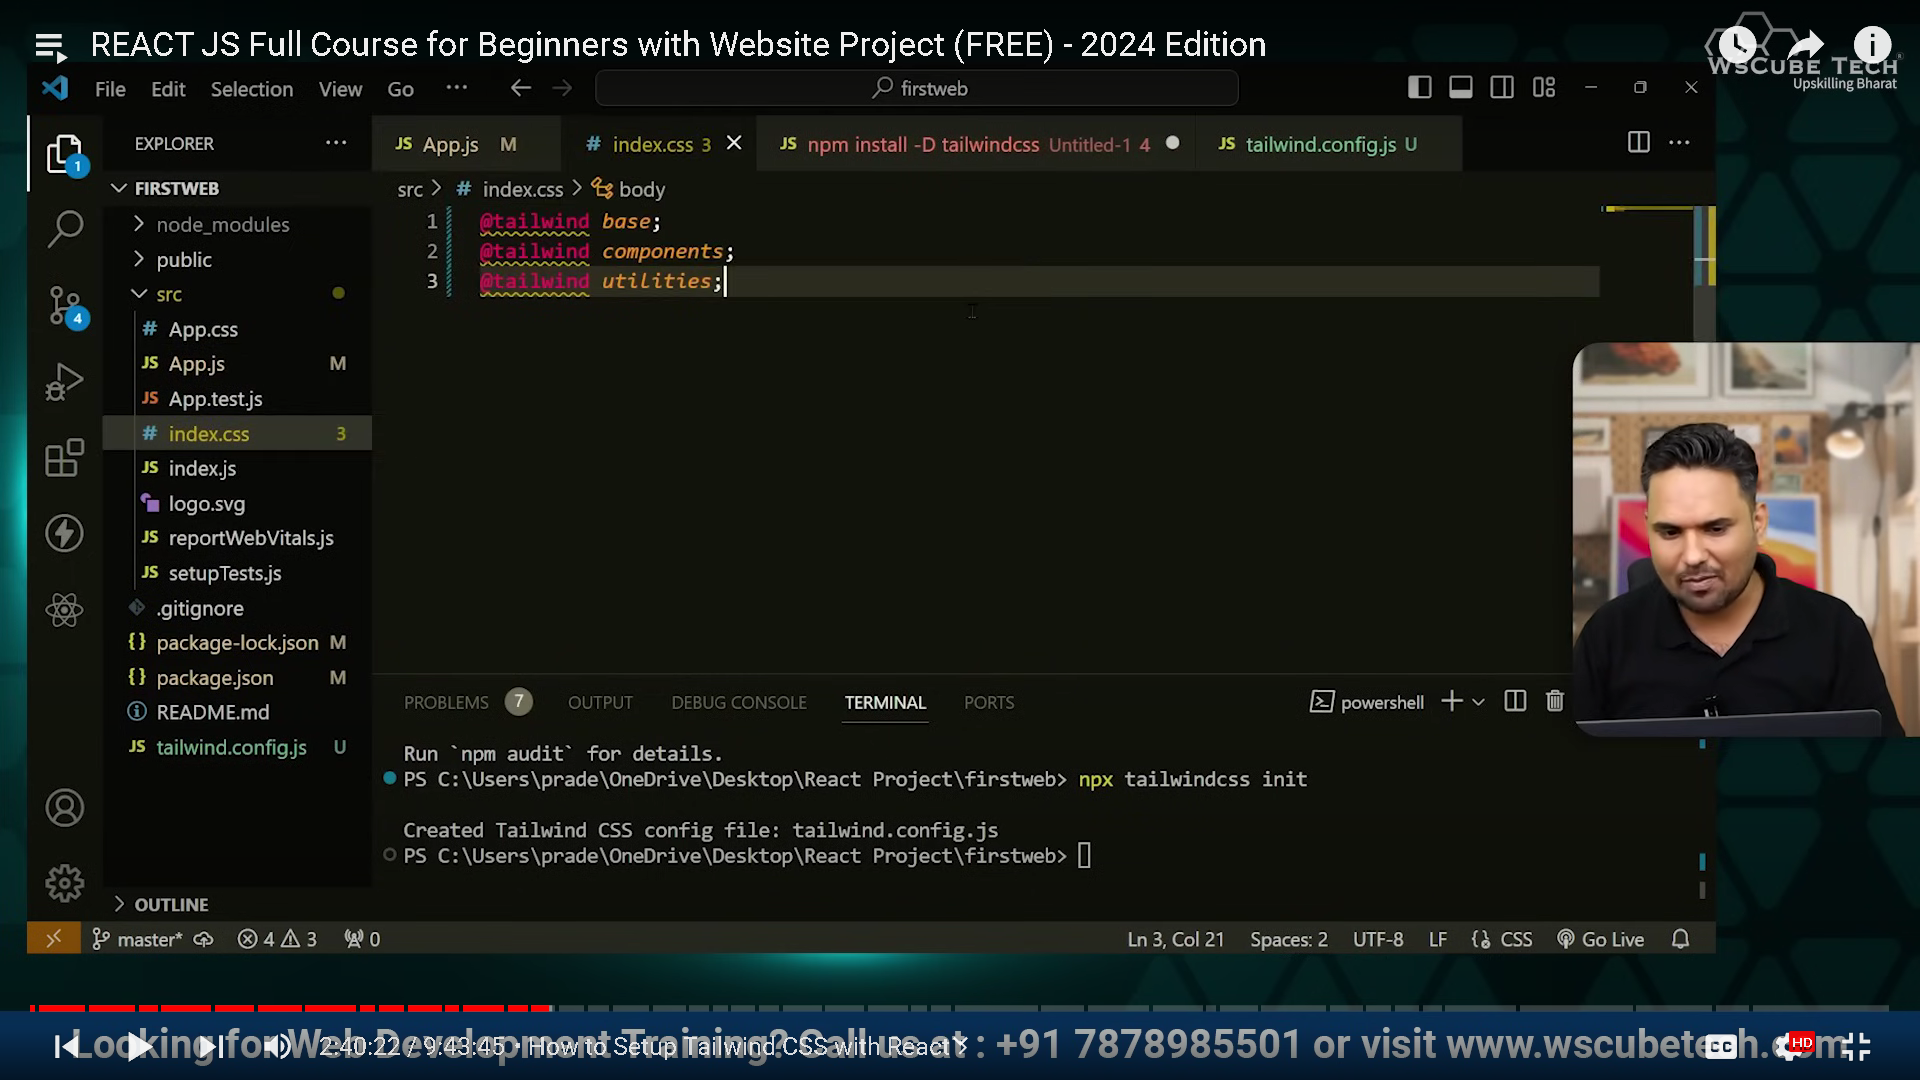 REACT JS Full Course for Beginners with Website Project (FREE) - 2024 Edition
WsCube Tech
Upskilling Bharat
File Edit Selection View Go ··· firstweb
EXPLORER ···
App.js M
# index.css 3
JS npm install -D tailwindcss Untitled-1 4
JS tailwind.config.js U
FIRSTWEB
src > # index.css > body
1 @tailwind base;
2 @tailwind components;
3 @tailwind utilities;
node_modules
public
src
# App.css
JS App.js M
JS App.test.js
# index.css 3
JS index.js
logo.svg
JS reportWebVitals.js
JS setupTests.js
.gitignore
{} package-lock.json M
{} package.json M
README.md
JS tailwind.config.js U
OUTLINE
1
4
PROBLEMS 7 OUTPUT DEBUG CONSOLE TERMINAL PORTS powershell
Run `npm audit` for details.
PS C:\Users\prade\OneDrive\Desktop\React Project\firstweb> npx tailwindcss init
Created Tailwind CSS config file: tailwind.config.js
PS C:\Users\prade\OneDrive\Desktop\React Project\firstweb>
master* 4 3 0 Ln 3, Col 21 Spaces: 2 UTF-8 LF CSS Go Live
Looking for Web Development Training? Call Us at : +91 7878985501 or visit www.wscubetech.com
2:40:22 / 9:43:45 • How to Setup Tailwind CSS with React
CC HD